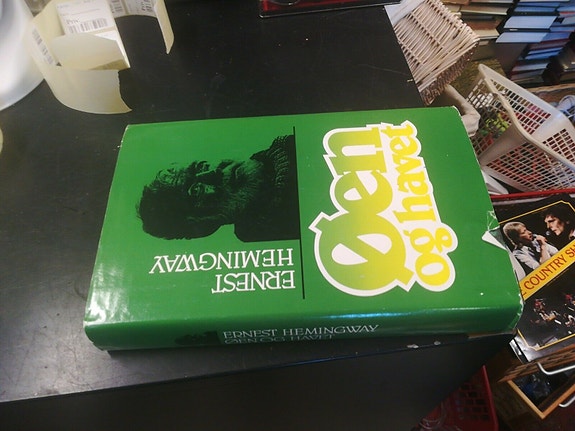 Øen
og havet
ERNEST
HEMINGWAY
ERNEST HEMINGWAY
ØEN OG HAVET
COUNTRY